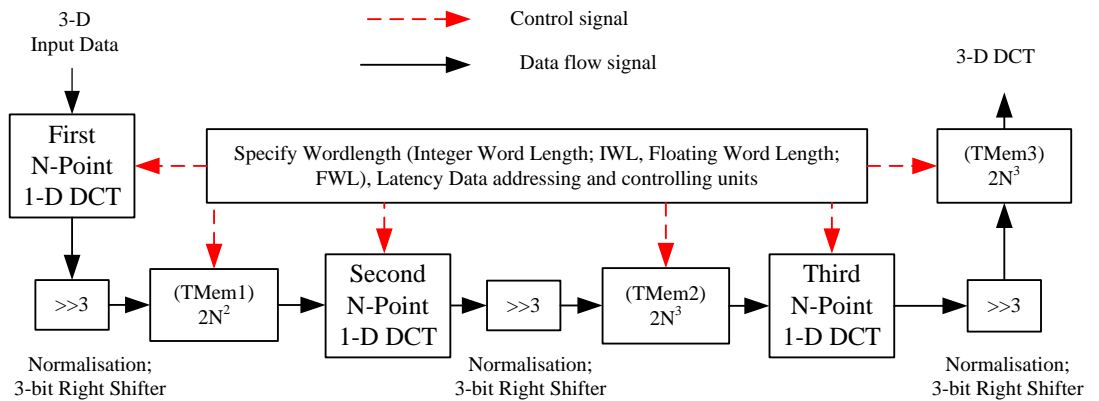 3-D
Input Data
Control signal
Data flow signal
3-D DCT
First
N-Point
1-D DCT
Specify Wordlength (Integer Word Length; IWL, Floating Word Length;
FWL), Latency Data addressing and controlling units
(TMem3)
2N³
>>3
(TMem1)
2N²
Second
N-Point
1-D DCT
>>3
(TMem2)
2N³
Third
N-Point
1-D DCT
>>3
Normalisation;
3-bit Right Shifter
Normalisation;
3-bit Right Shifter
Normalisation;
3-bit Right Shifter